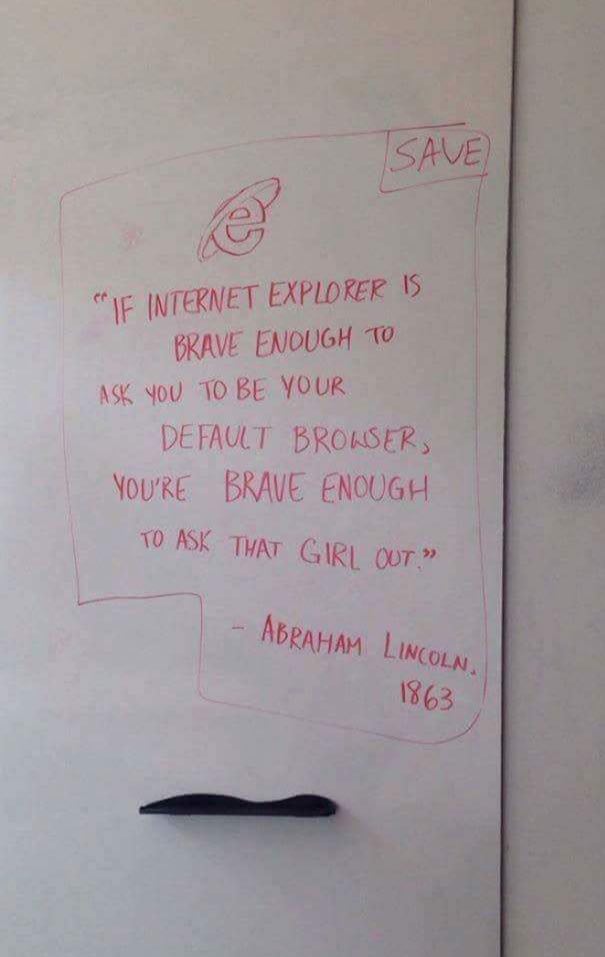 SAVE
e
"IF INTERNET EXPLORER IS
BRAVE ENOUGH TO
ASK YOU TO BE YOUR
DEFAULT BROWSER,
YOU'RE BRAVE ENOUGH
TO ASK THAT GIRL OUT."
- ABRAHAM LINCOLN.
1863